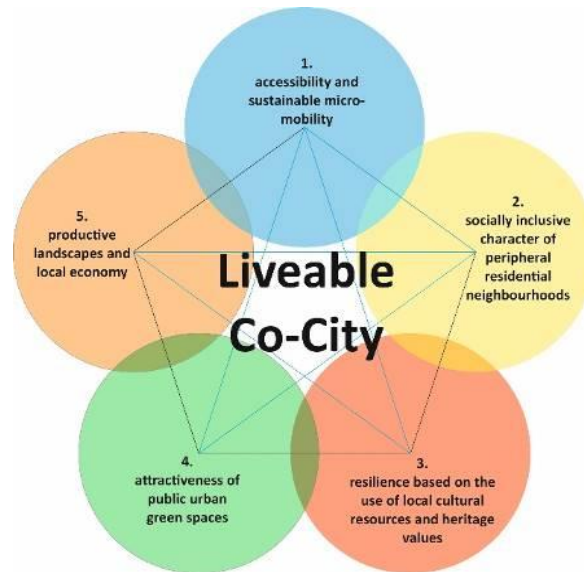 1.
accessibility and
sustainable micro-
mobility
2.
socially inclusive
character of
peripheral
residential
neighbourhoods
5.
productive
landscapes and
local economy
Liveable
Co-City
4.
attractiveness of
public urban
green spaces
3.
resilience based on the
use of local cultural
resources and heritage
values